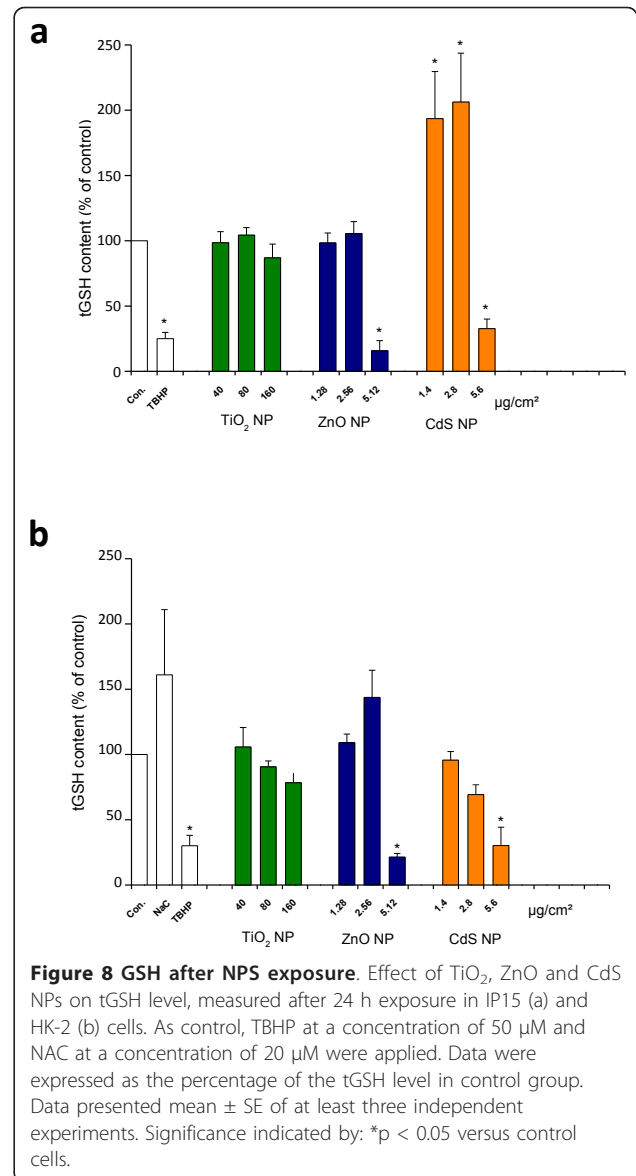 a
250
200
150
100
50
0
tGSH content (% of control)
* * * * *
Con. TBHP 40 80 160 1.28 2.56 5.12 1.4 2.8 5.6 µg/cm²
TiO₂ NP ZnO NP CdS NP
b
250
200
150
100
50
0
tGSH content (% of control)
* * *
Con. NaC TBHP 40 80 160 1.28 2.56 5.12 1.4 2.8 5.6 µg/cm²
TiO₂ NP ZnO NP CdS NP
Figure 8 GSH after NPS exposure. Effect of TiO₂, ZnO and CdS
NPs on tGSH level, measured after 24 h exposure in IP15 (a) and
HK-2 (b) cells. As control, TBHP at a concentration of 50 µM and
NAC at a concentration of 20 µM were applied. Data were
expressed as the percentage of the tGSH level in control group.
Data presented mean ± SE of at least three independent
experiments. Significance indicated by: *p < 0.05 versus control
cells.